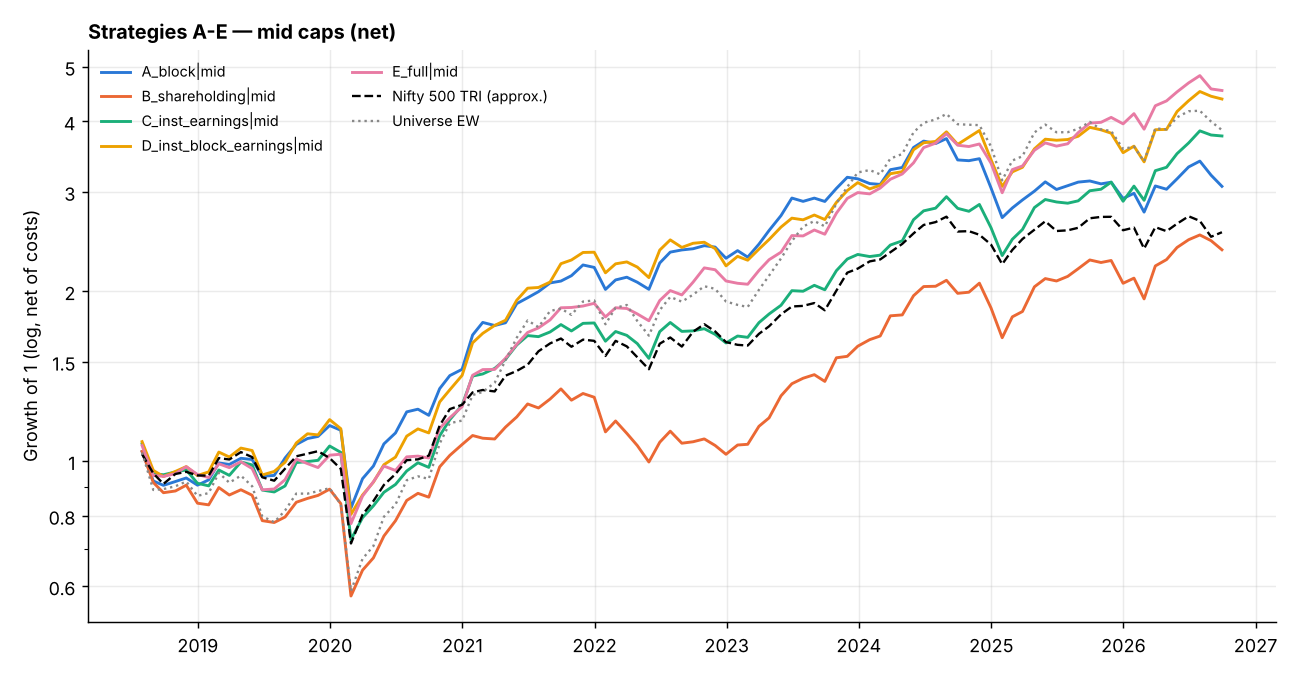 Strategies A-E — mid caps (net)
A_block|mid
B_shareholding|mid
C_inst_earnings|mid
D_inst_block_earnings|mid
E_full|mid
Nifty 500 TRI (approx.)
Universe EW
Growth of 1 (log, net of costs)
5
4
3
2
1.5
1
0.8
0.6
2019 2020 2021 2022 2023 2024 2025 2026 2027